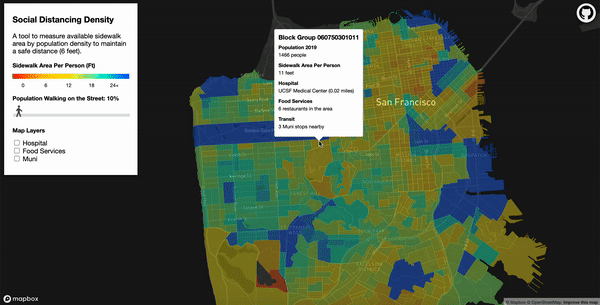 Social Distancing Density
A tool to measure available sidewalk
area by population density to maintain
a safe distance (6 feet).
Sidewalk Area Per Person (Ft)
0 6 12 18 24+
Population Walking on the Street: 10%
Map Layers
Hospital
Food Services
Muni
Block Group 060750301011
Population 2019
1466 people
Sidewalk Area Per Person
11 feet
Hospital
UCSF Medical Center (0.02 miles)
Food Services
6 restaurants in the area
Transit
3 Muni stops nearby
San Francisco
mapbox
© Mapbox © OpenStreetMap Improve this map